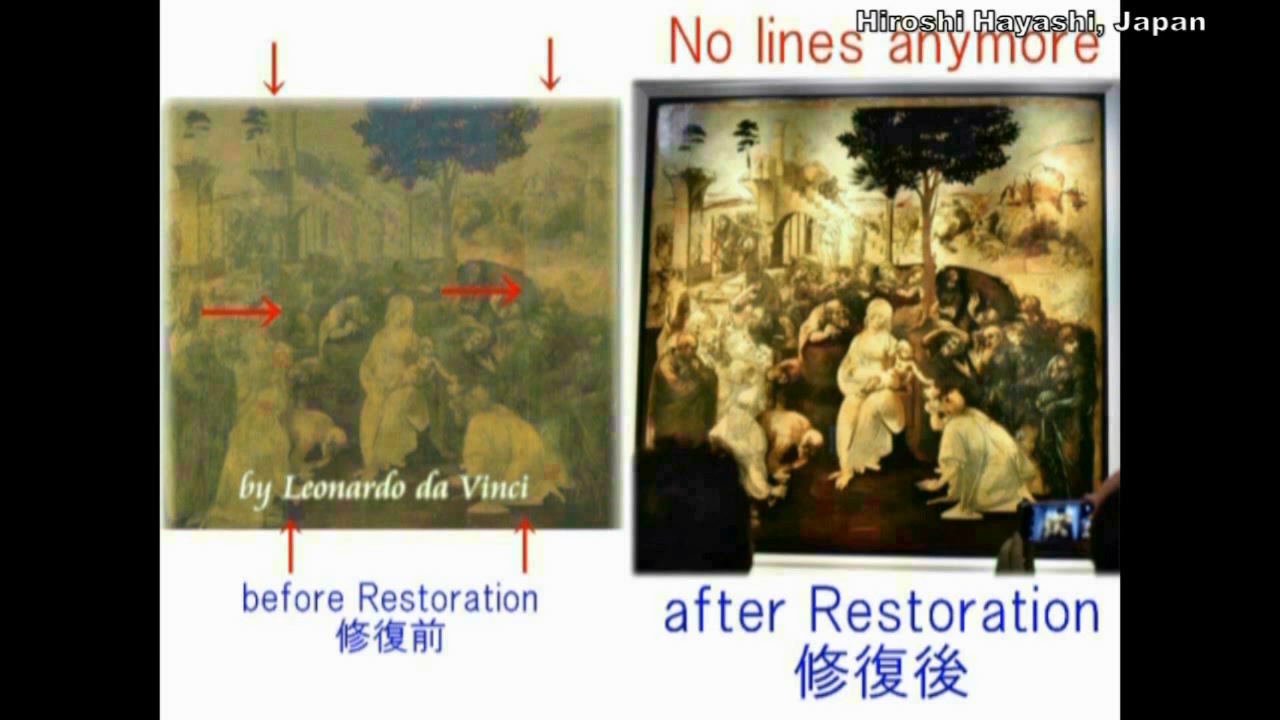 Hiroshi Hayashi, Japan
No lines anymore
by Leonardo da Vinci
before Restoration
修復前
after Restoration
修復後